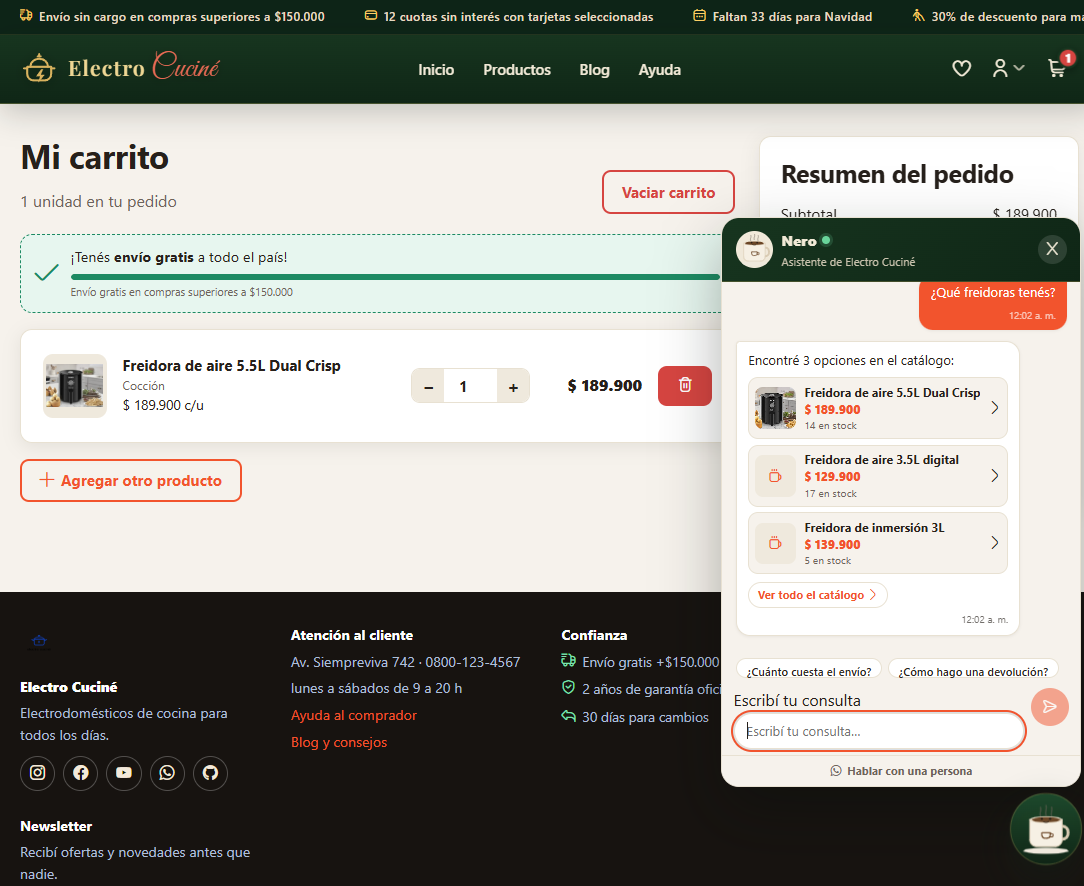 Envío sin cargo en compras superiores a $150.000
12 cuotas sin interés con tarjetas seleccionadas
Faltan 33 días para Navidad
30% de descuento para
Electro Cuciné
Inicio
Productos
Blog
Ayuda
1
Mi carrito
1 unidad en tu pedido
Vaciar carrito
¡Tenés envío gratis a todo el país!
Envío gratis en compras superiores a $150.000
Freidora de aire 5.5L Dual Crisp
Cocción
$ 189.900 c/u
− 1 +
$ 189.900
Agregar otro producto
Resumen del pedido
Subtotal $ 189.900
Nero
Asistente de Electro Cuciné
X
¿Qué freidoras tenés?
12:02 a. m.
Encontré 3 opciones en el catálogo:
Freidora de aire 5.5L Dual Crisp
$ 189.900
14 en stock
Freidora de aire 3.5L digital
$ 129.900
17 en stock
Freidora de inmersión 3L
$ 139.900
5 en stock
Ver todo el catálogo
12:02 a. m.
¿Cuánto cuesta el envío?
¿Cómo hago una devolución?
Escribí tu consulta
Escribí tu consulta...
Hablar con una persona
Electro Cuciné
Electrodomésticos de cocina para
todos los días.
Newsletter
Recibí ofertas y novedades antes que
nadie.
Atención al cliente
Av. Siempreviva 742 · 0800-123-4567
lunes a sábados de 9 a 20 h
Ayuda al comprador
Blog y consejos
Confianza
Envío gratis +$150.000
2 años de garantía ofici
30 días para cambios